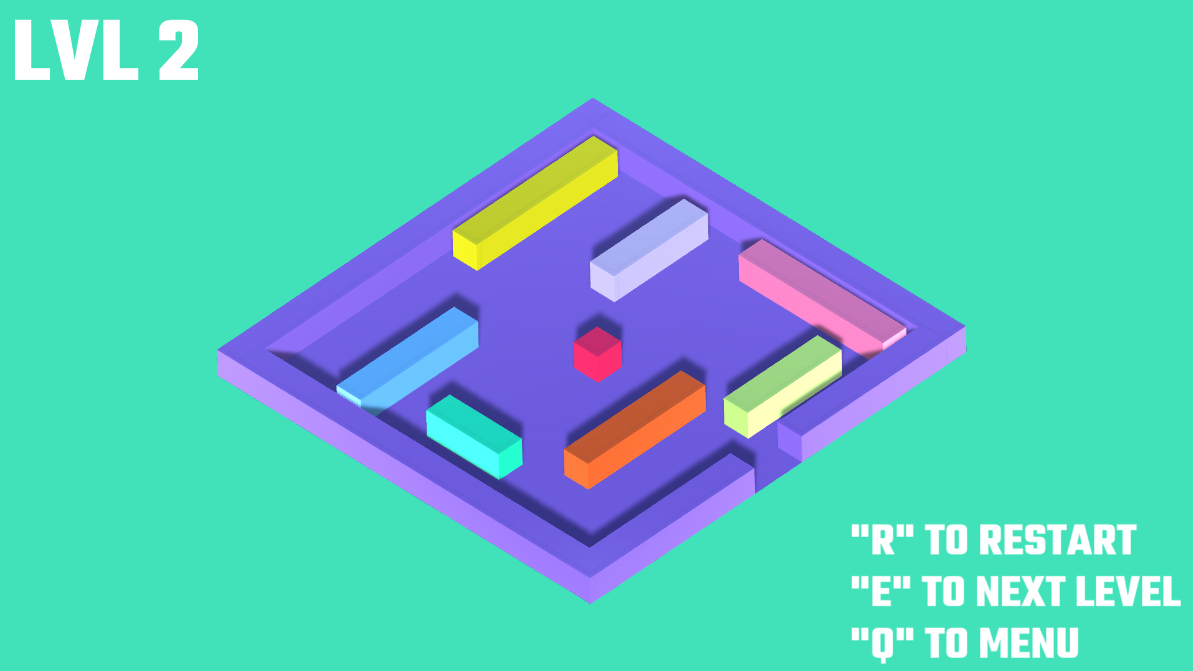 LVL 2
"R" TO RESTART
"E" TO NEXT LEVEL
"Q" TO MENU